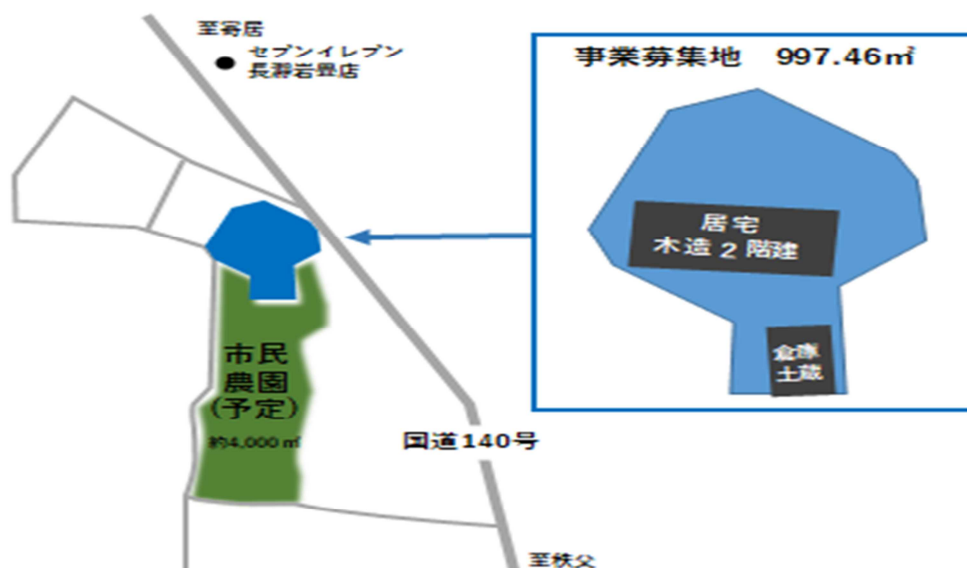 至寄居
セブンイレブン
長瀞岩畳店
事業募集地 997.46㎡
居宅
木造2階建
倉庫
土蔵
市民
農園
(予定)
約4,000㎡
国道140号
至秩父